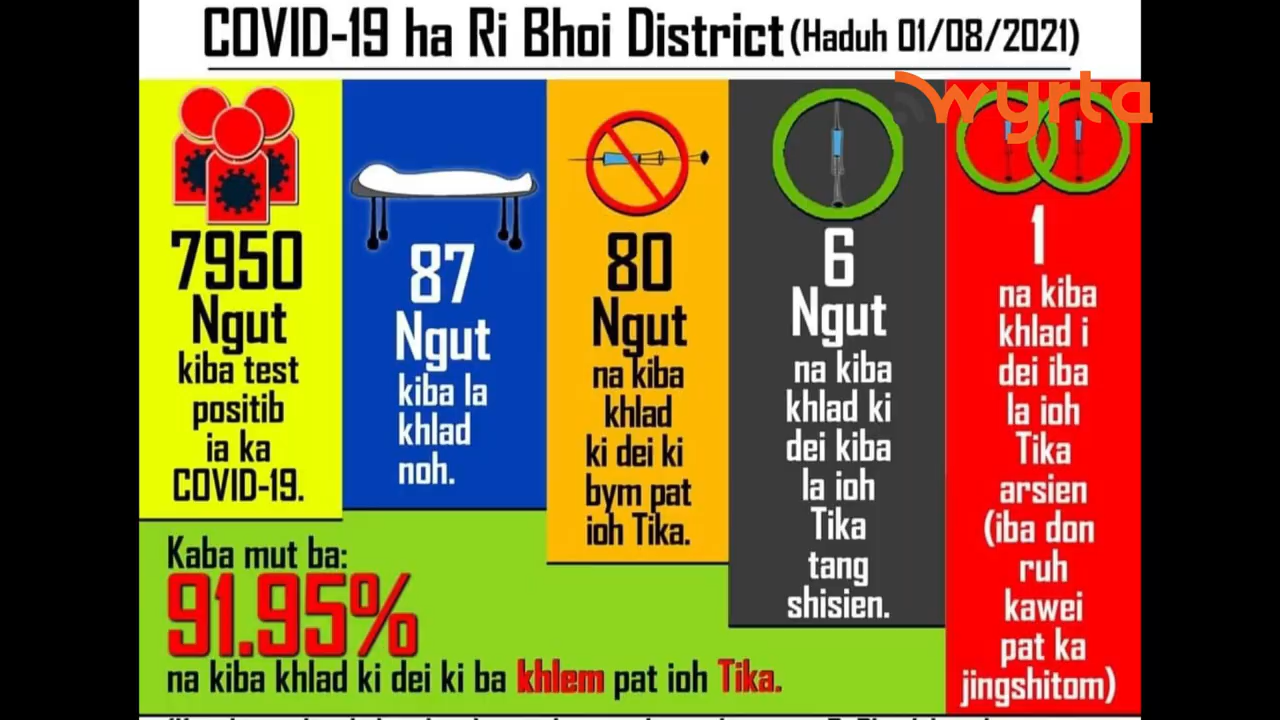 COVID-19 ha Ri Bhoi District (Haduh 01/08/2021)
wyrta
7950
Ngut
kiba test
positib
ia ka
COVID-19.
87
Ngut
kiba la
khlad
noh.
80
Ngut
na kiba
khlad
ki dei ki
bym pat
ioh Tika.
6
Ngut
na kiba
khlad ki
dei kiba
la ioh
Tika
tang
shisien.
1
na kiba
khlad i
dei iba
la ioh
Tika
arsien
(iba don
ruh
kawei
pat ka
jingshitom)
Kaba mut ba:
91.95%
na kiba khlad ki dei ki ba khlem pat ioh Tika.